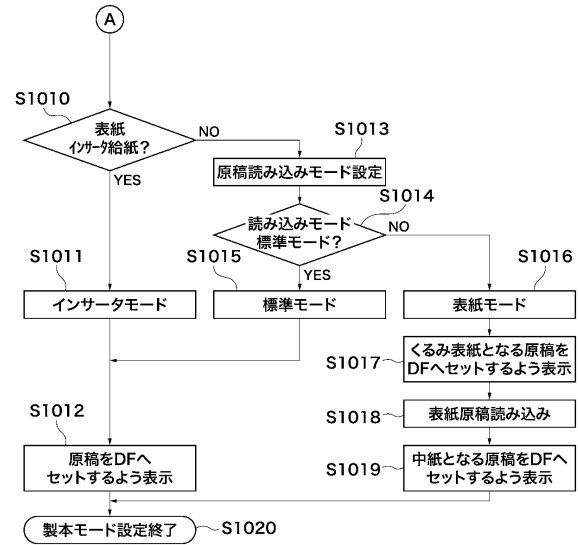 A
S1010
表紙
インサータ給紙？
NO
YES
S1013
原稿読み込みモード設定
S1014
読み込みモード
標準モード？
NO
YES
S1011
インサータモード
S1015
標準モード
S1016
表紙モード
S1017
くるみ表紙となる原稿を
DFへセットするよう表示
S1018
表紙原稿読み込み
S1012
原稿をDFへ
セットするよう表示
S1019
中紙となる原稿をDFへ
セットするよう表示
製本モード設定終了
S1020